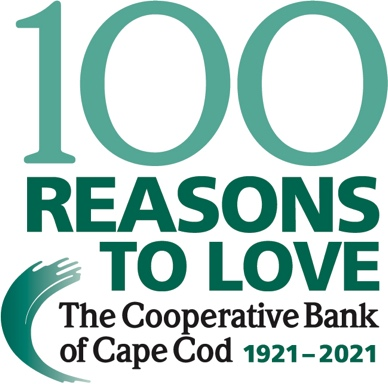 100
REASONS
TO LOVE
The Cooperative Bank
of Cape Cod 1921–2021